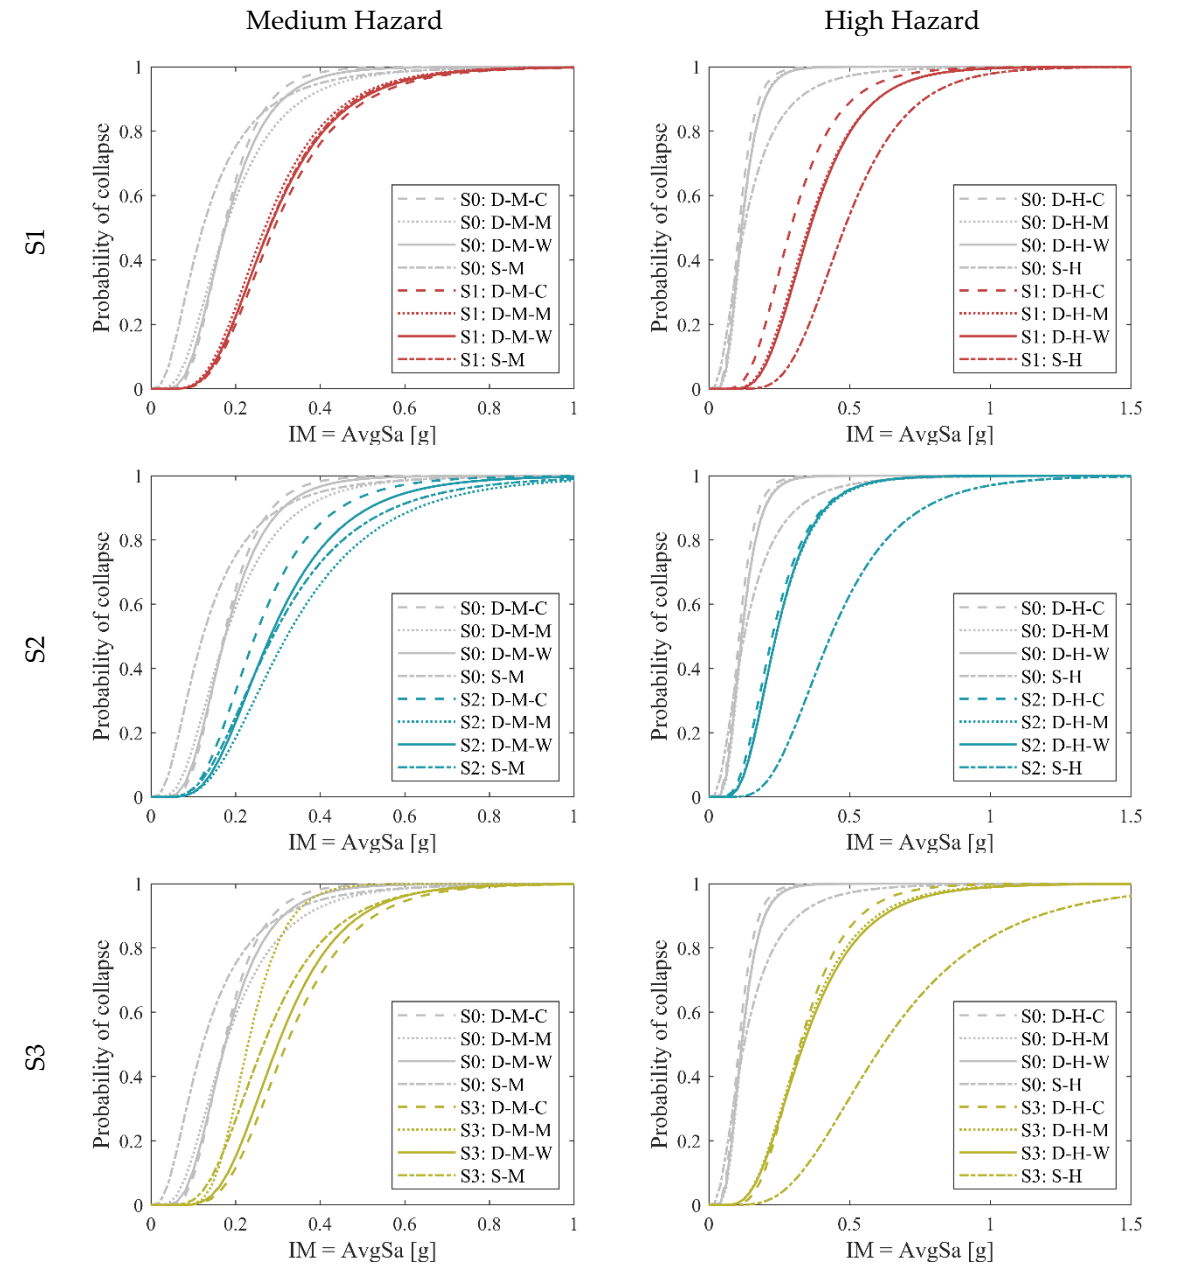 Medium Hazard
High Hazard
S1
Probability of collapse
1
0.8
0.6
0.4
0.2
0
S0: D-M-C
S0: D-M-M
S0: D-M-W
S0: S-M
S1: D-M-C
S1: D-M-M
S1: D-M-W
S1: S-M
0 0.2 0.4 0.6 0.8 1
IM = AvgSa [g]
Probability of collapse
1
0.8
0.6
0.4
0.2
0
S0: D-H-C
S0: D-H-M
S0: D-H-W
S0: S-H
S1: D-H-C
S1: D-H-M
S1: D-H-W
S1: S-H
0 0.5 1 1.5
IM = AvgSa [g]
S2
Probability of collapse
1
0.8
0.6
0.4
0.2
0
S0: D-M-C
S0: D-M-M
S0: D-M-W
S0: S-M
S2: D-M-C
S2: D-M-M
S2: D-M-W
S2: S-M
0 0.2 0.4 0.6 0.8 1
IM = AvgSa [g]
Probability of collapse
1
0.8
0.6
0.4
0.2
0
S0: D-H-C
S0: D-H-M
S0: D-H-W
S0: S-H
S2: D-H-C
S2: D-H-M
S2: D-H-W
S2: S-H
0 0.5 1 1.5
IM = AvgSa [g]
S3
Probability of collapse
1
0.8
0.6
0.4
0.2
0
S0: D-M-C
S0: D-M-M
S0: D-M-W
S0: S-M
S3: D-M-C
S3: D-M-M
S3: D-M-W
S3: S-M
0 0.2 0.4 0.6 0.8 1
IM = AvgSa [g]
Probability of collapse
1
0.8
0.6
0.4
0.2
0
S0: D-H-C
S0: D-H-M
S0: D-H-W
S0: S-H
S3: D-H-C
S3: D-H-M
S3: D-H-W
S3: S-H
0 0.5 1 1.5
IM = AvgSa [g]